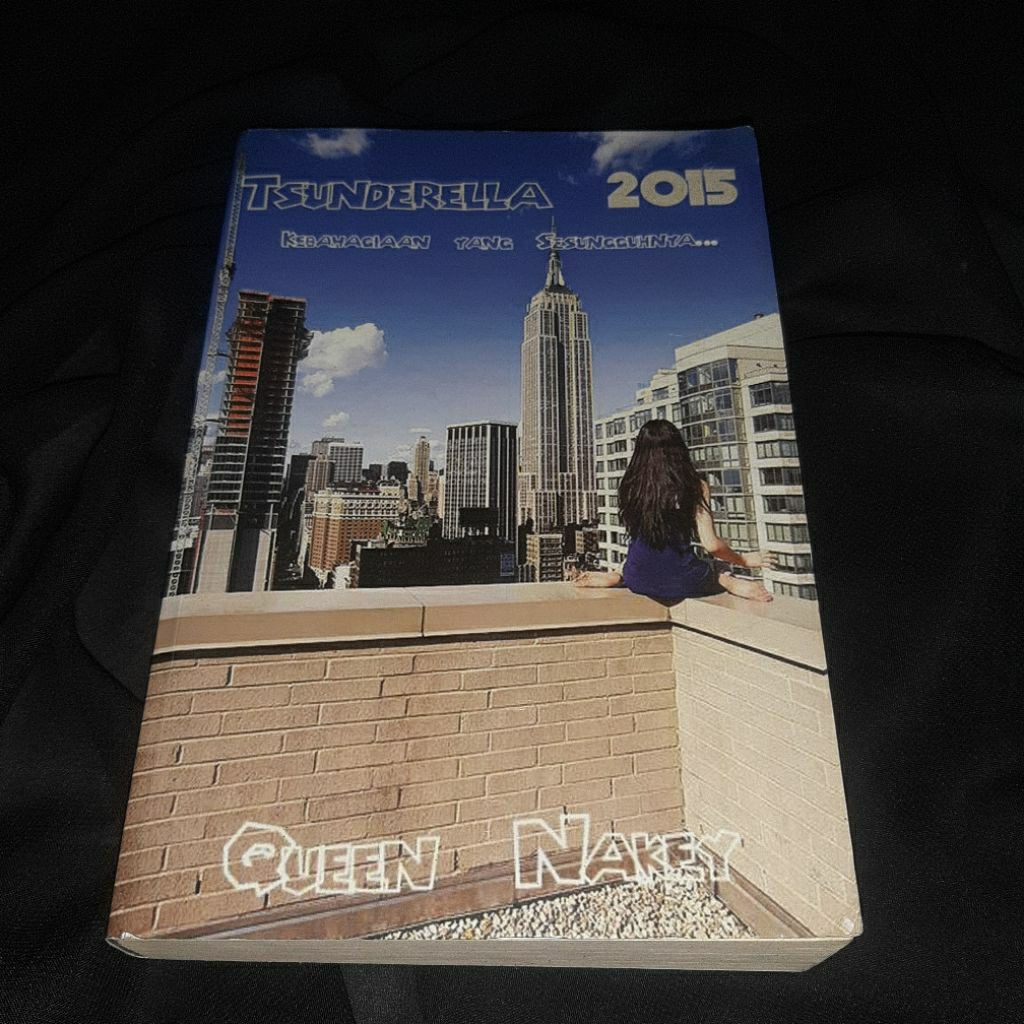 TSUNDERELLA 2015
KEBAHAGIAAN YANG SESUNGGUHNYA...
QUEEN NAKEY